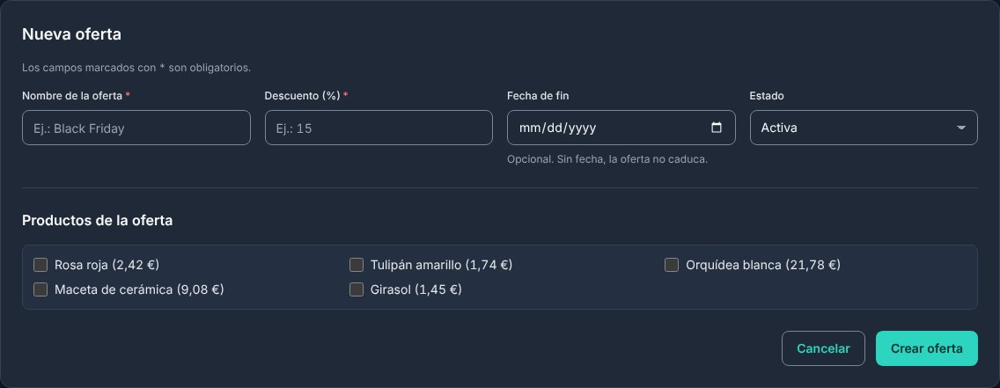 Nueva oferta
Los campos marcados con * son obligatorios.
Nombre de la oferta * Descuento (%) * Fecha de fin Estado
Ej.: Black Friday Ej.: 15 mm/dd/yyyy Activa
Opcional. Sin fecha, la oferta no caduca.
Productos de la oferta
Rosa roja (2,42 €) Tulipán amarillo (1,74 €) Orquídea blanca (21,78 €)
Maceta de cerámica (9,08 €) Girasol (1,45 €)
Cancelar Crear oferta